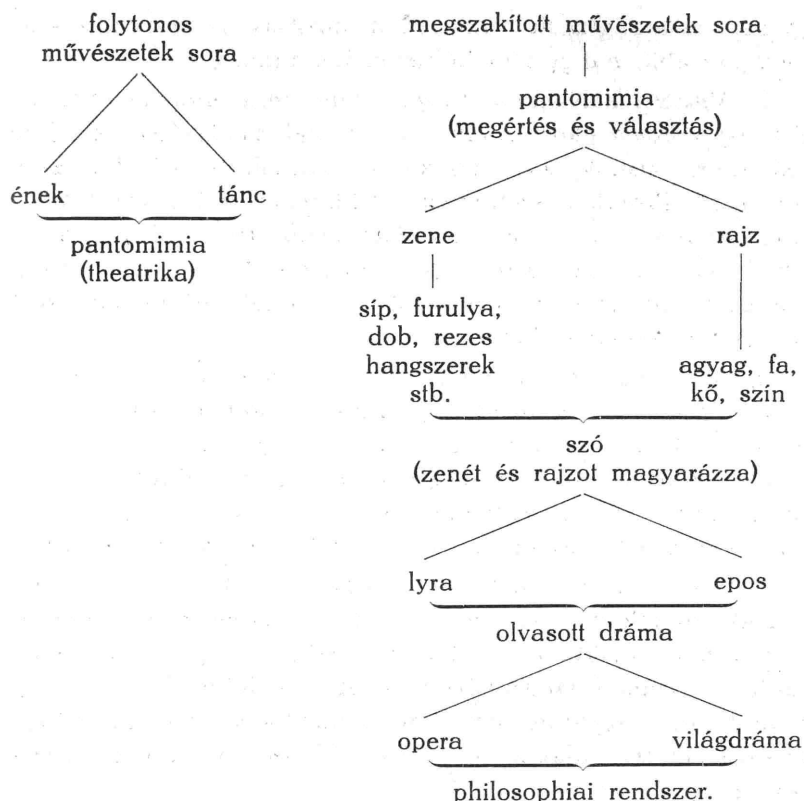 folytonos
művészetek sora
ének
tánc
pantomimia
(theatrika)
megszakított művészetek sora
pantomimia
(megértés és választás)
zene
rajz
síp, furulya,
dob, rezes
hangszerek
stb.
agyag, fa,
kő, szín
szó
(zenét és rajzot magyarázza)
lyra
epos
olvasott dráma
opera
világdráma
philosophiai rendszer.